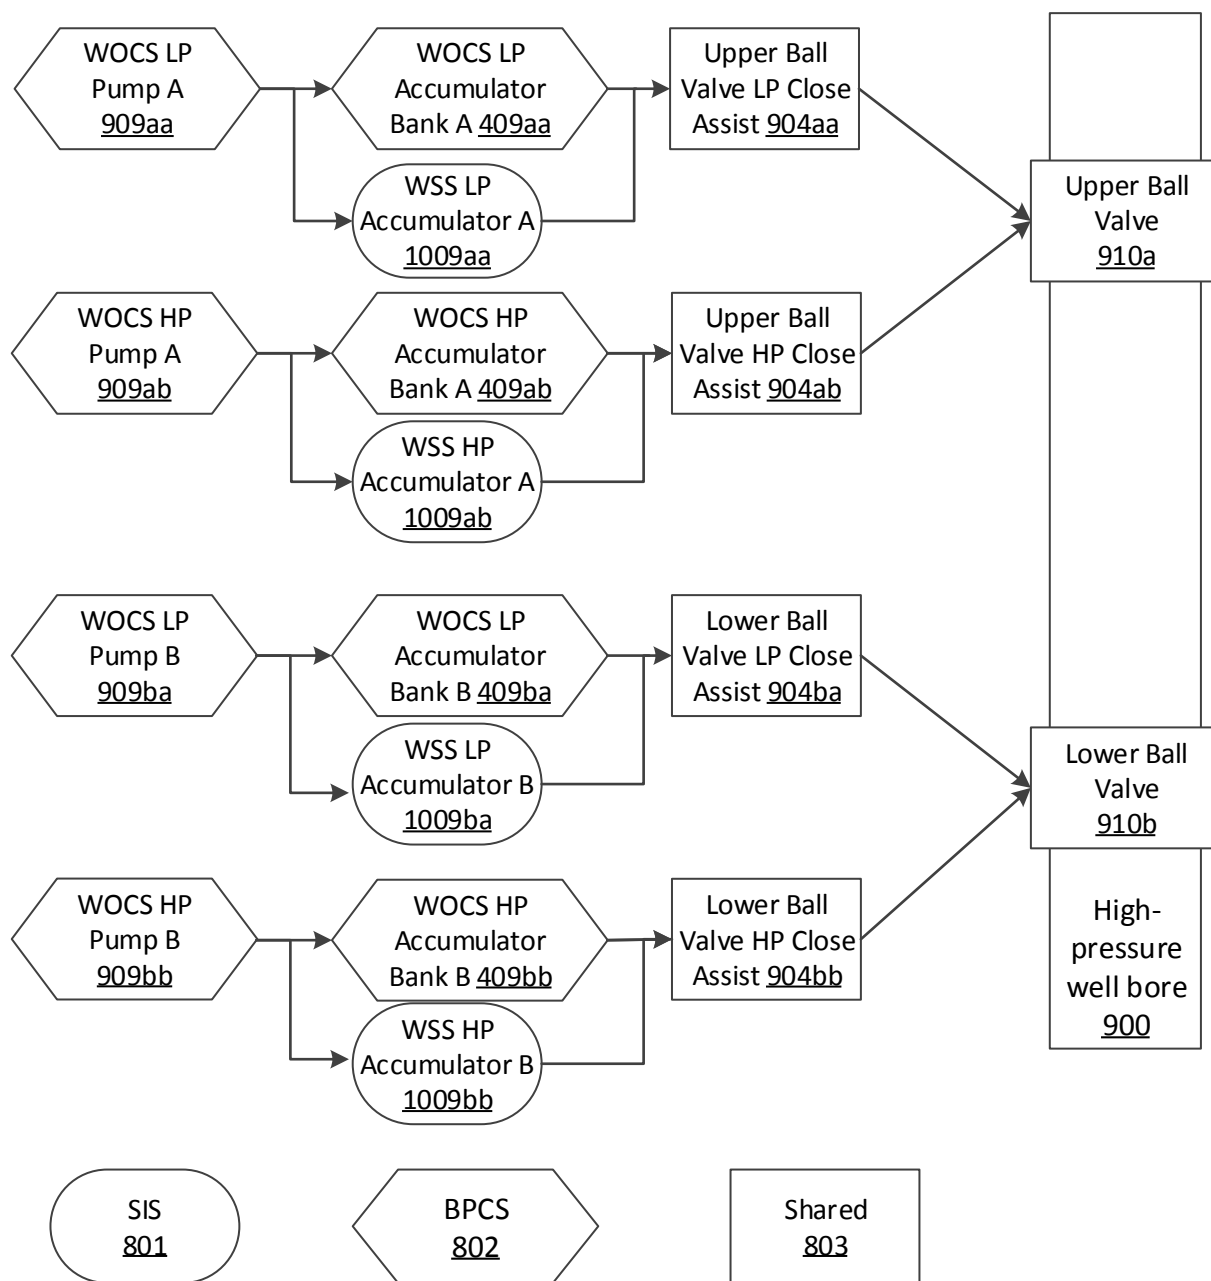 WOCS LP
Pump A
909aa
WOCS LP
Accumulator
Bank A 409aa
Upper Ball
Valve LP Close
Assist 904aa
WSS LP
Accumulator A
1009aa
Upper Ball
Valve
910a
WOCS HP
Pump A
909ab
WOCS HP
Accumulator
Bank A 409ab
Upper Ball
Valve HP Close
Assist 904ab
WSS HP
Accumulator A
1009ab
WOCS LP
Pump B
909ba
WOCS LP
Accumulator
Bank B 409ba
Lower Ball
Valve LP Close
Assist 904ba
WSS LP
Accumulator B
1009ba
Lower Ball
Valve
910b
WOCS HP
Pump B
909bb
WOCS HP
Accumulator
Bank B 409bb
Lower Ball
Valve HP Close
Assist 904bb
WSS HP
Accumulator B
1009bb
High-
pressure
well bore
900
SIS
801
BPCS
802
Shared
803